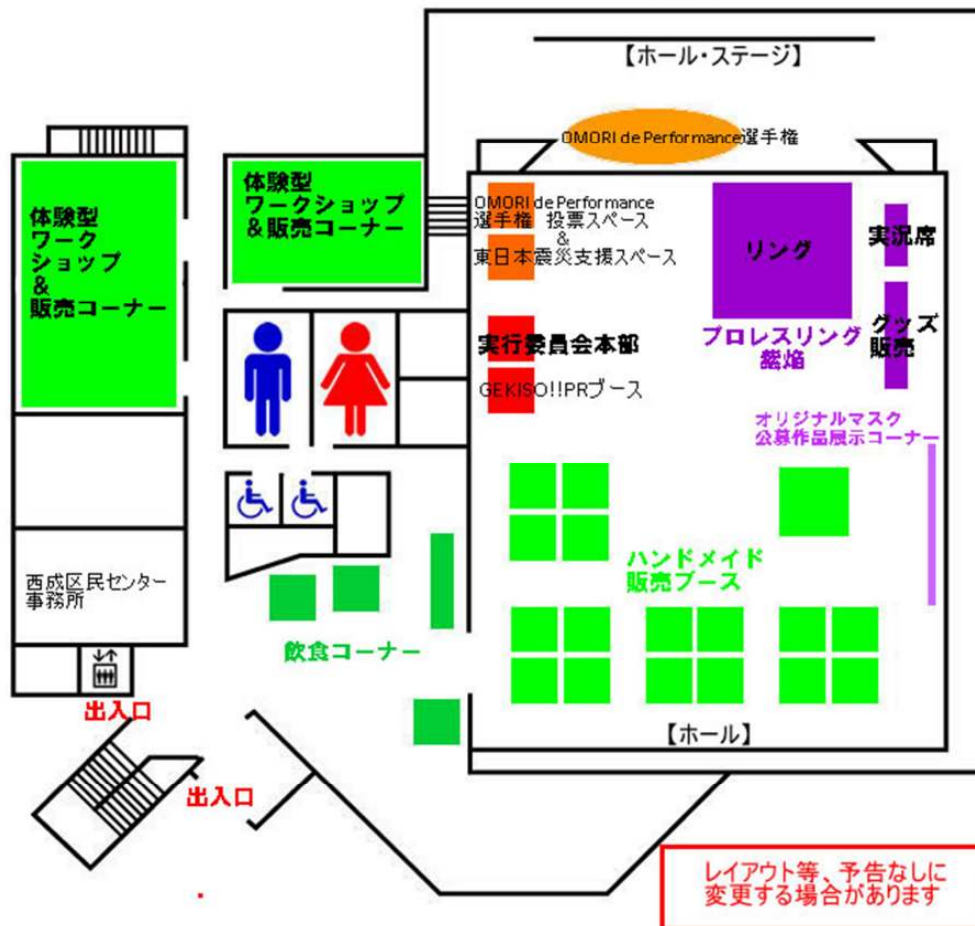 【ホール・ステージ】
OMORI de Performance選手権
体験型
ワーク
ショップ
&
販売コーナー
体験型
ワークショップ
&販売コーナー
OMORI de Performance
選手権 投票スペース
&
東日本震災支援スペース
リング
実況席
プロレスリング
紫焔
グッズ
販売
実行委員会本部
GEKISO!!PRブース
オリジナルマスク
公募作品展示コーナー
ハンドメイド
販売ブース
西成区民センター
事務所
飲食コーナー
出入口
出入口
【ホール】
レイアウト等、予告なしに
変更する場合があります